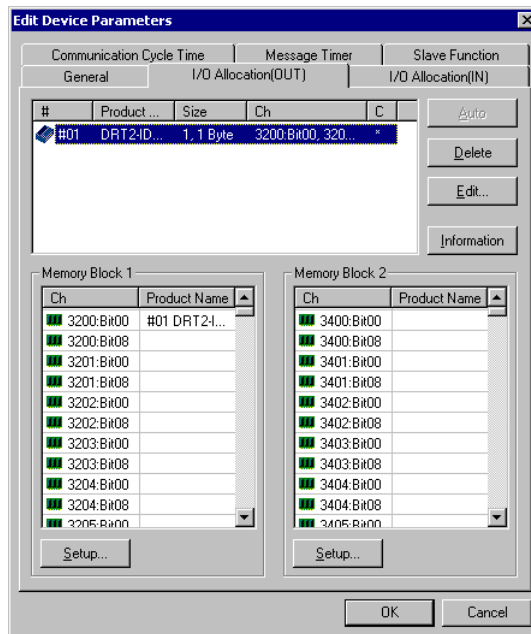 Edit Device Parameters
Communication Cycle Time Message Timer Slave Function
General I/O Allocation(OUT) I/O Allocation(IN)
# Product ... Size Ch C
#01 DRT2-ID... 1, 1 Byte 3200:Bit00, 320... *
Auto
Delete
Edit...
Information
Memory Block 1 Memory Block 2
Ch Product Name Ch Product Name
3200:Bit00 #01 DRT2-I... 3400:Bit00
3200:Bit08 3400:Bit08
3201:Bit00 3401:Bit00
3201:Bit08 3401:Bit08
3202:Bit00 3402:Bit00
3202:Bit08 3402:Bit08
3203:Bit00 3403:Bit00
3203:Bit08 3403:Bit08
3204:Bit00 3404:Bit00
3204:Bit08 3404:Bit08
3205:Bit00 3405:Bit00
Setup... Setup...
OK Cancel